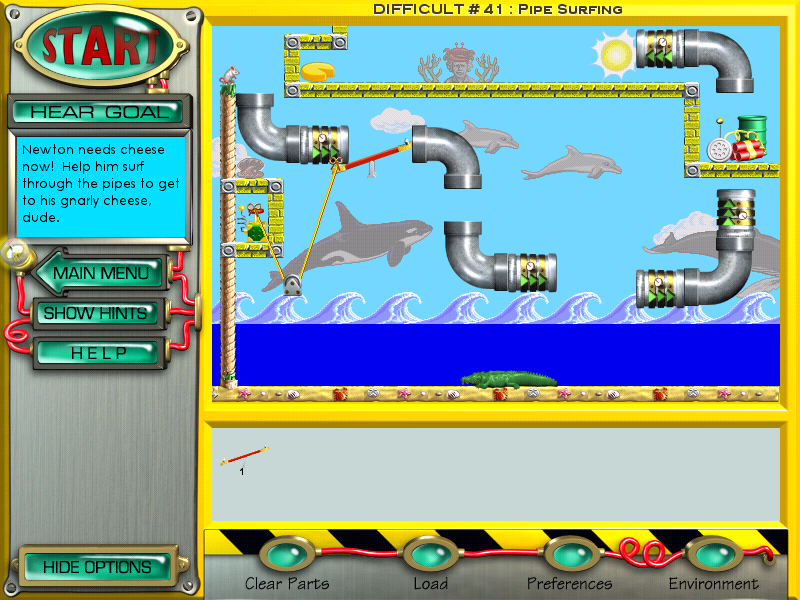 DIFFICULT # 41 : Pipe Surfing
START
HEAR GOAL
Newton needs cheese
now! Help him surf
through the pipes to get
to his gnarly cheese,
dude.
MAIN MENU
SHOW HINTS
HELP
1
HIDE OPTIONS
Clear Parts
Load
Preferences
Environment